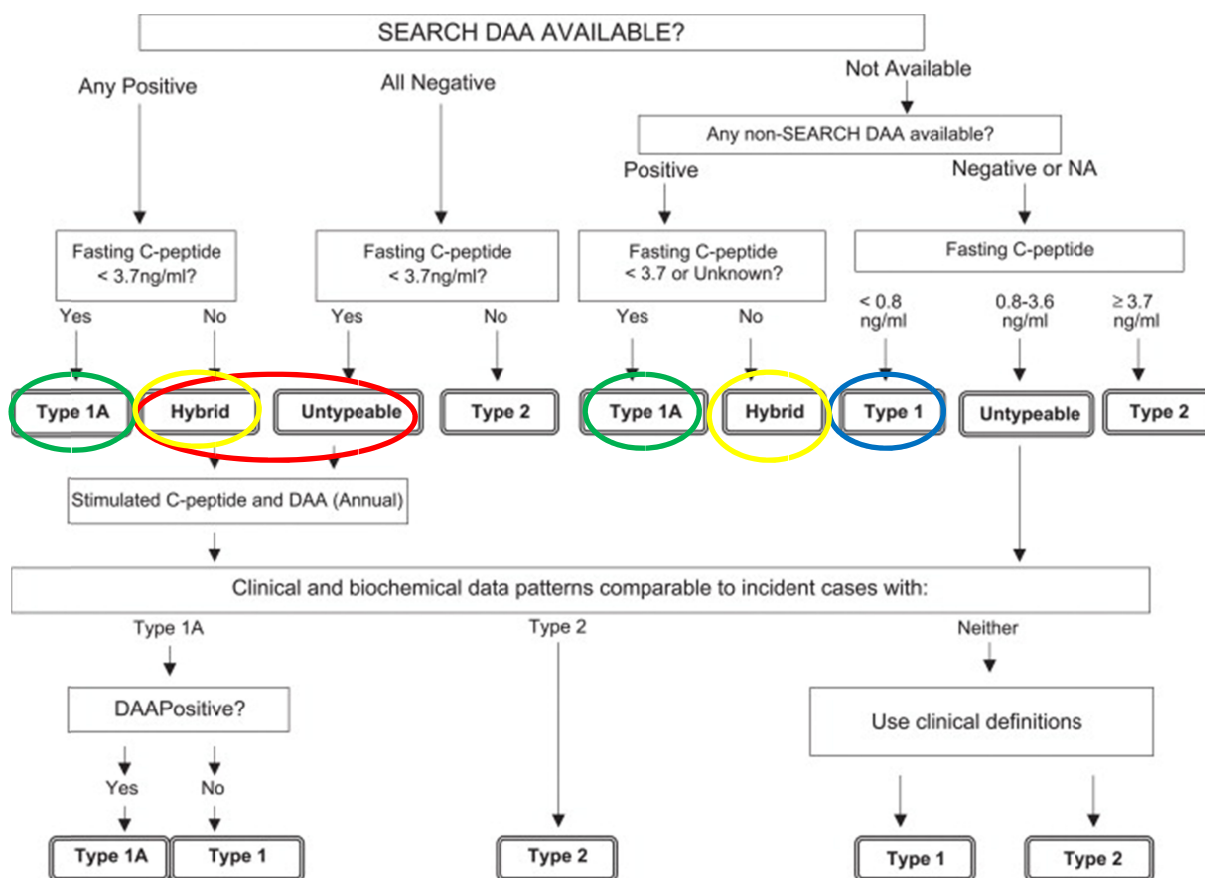 SEARCH DAA AVAILABLE?
Any Positive
All Negative
Not Available
Any non-SEARCH DAA available?
Positive
Negative or NA
Fasting C-peptide
< 3.7ng/ml?
Fasting C-peptide
< 3.7ng/ml?
Fasting C-peptide
< 3.7 or Unknown?
Fasting C-peptide
Yes
No
Yes
No
Yes
No
< 0.8
ng/ml
0.8-3.6
ng/ml
≥ 3.7
ng/ml
Type 1A
Hybrid
Untypeable
Type 2
Type 1A
Hybrid
Type 1
Untypeable
Type 2
Stimulated C-peptide and DAA (Annual)
Clinical and biochemical data patterns comparable to incident cases with:
Type 1A
Type 2
Neither
DAAPositive?
Use clinical definitions
Yes
No
Type 1A
Type 1
Type 2
Type 1
Type 2